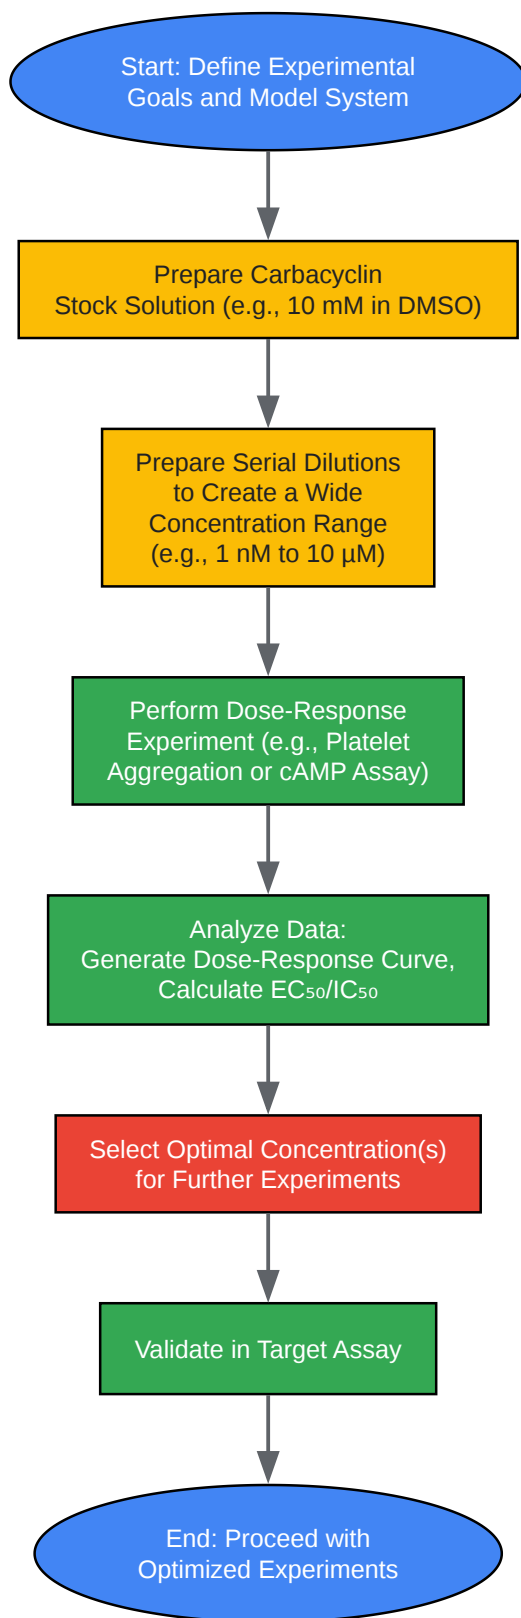 Start: Define Experimental
Goals and Model System
Prepare Carbacyclin
Stock Solution (e.g., 10 mM in DMSO)
Prepare Serial Dilutions
to Create a Wide
Concentration Range
(e.g., 1 nM to 10 µM)
Perform Dose-Response
Experiment (e.g., Platelet
Aggregation or cAMP Assay)
Analyze Data:
Generate Dose-Response Curve,
Calculate EC₅₀/IC₅₀
Select Optimal Concentration(s)
for Further Experiments
Validate in Target Assay
End: Proceed with
Optimized Experiments